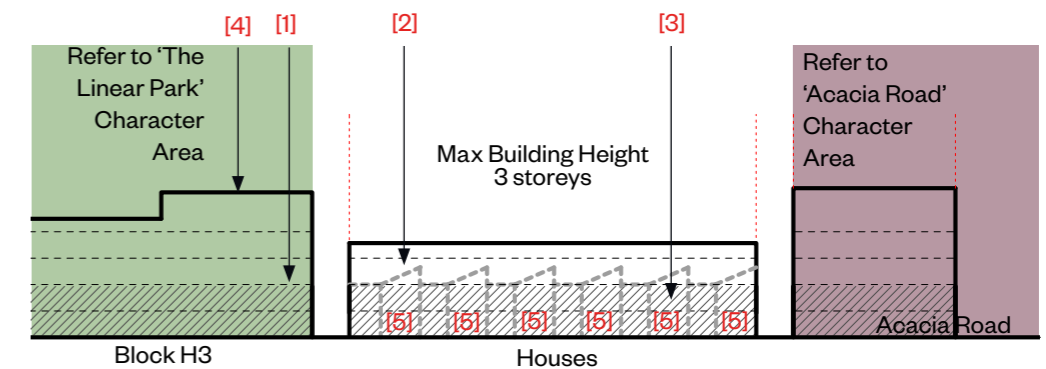 [4] [1] [2] [3]
Refer to ‘The
Linear Park’
Character
Area
Max Building Height
3 storeys
Refer to
‘Acacia Road’
Character
Area
[5] [5] [5] [5] [5] [5]
Acacia Road
Block H3
Houses